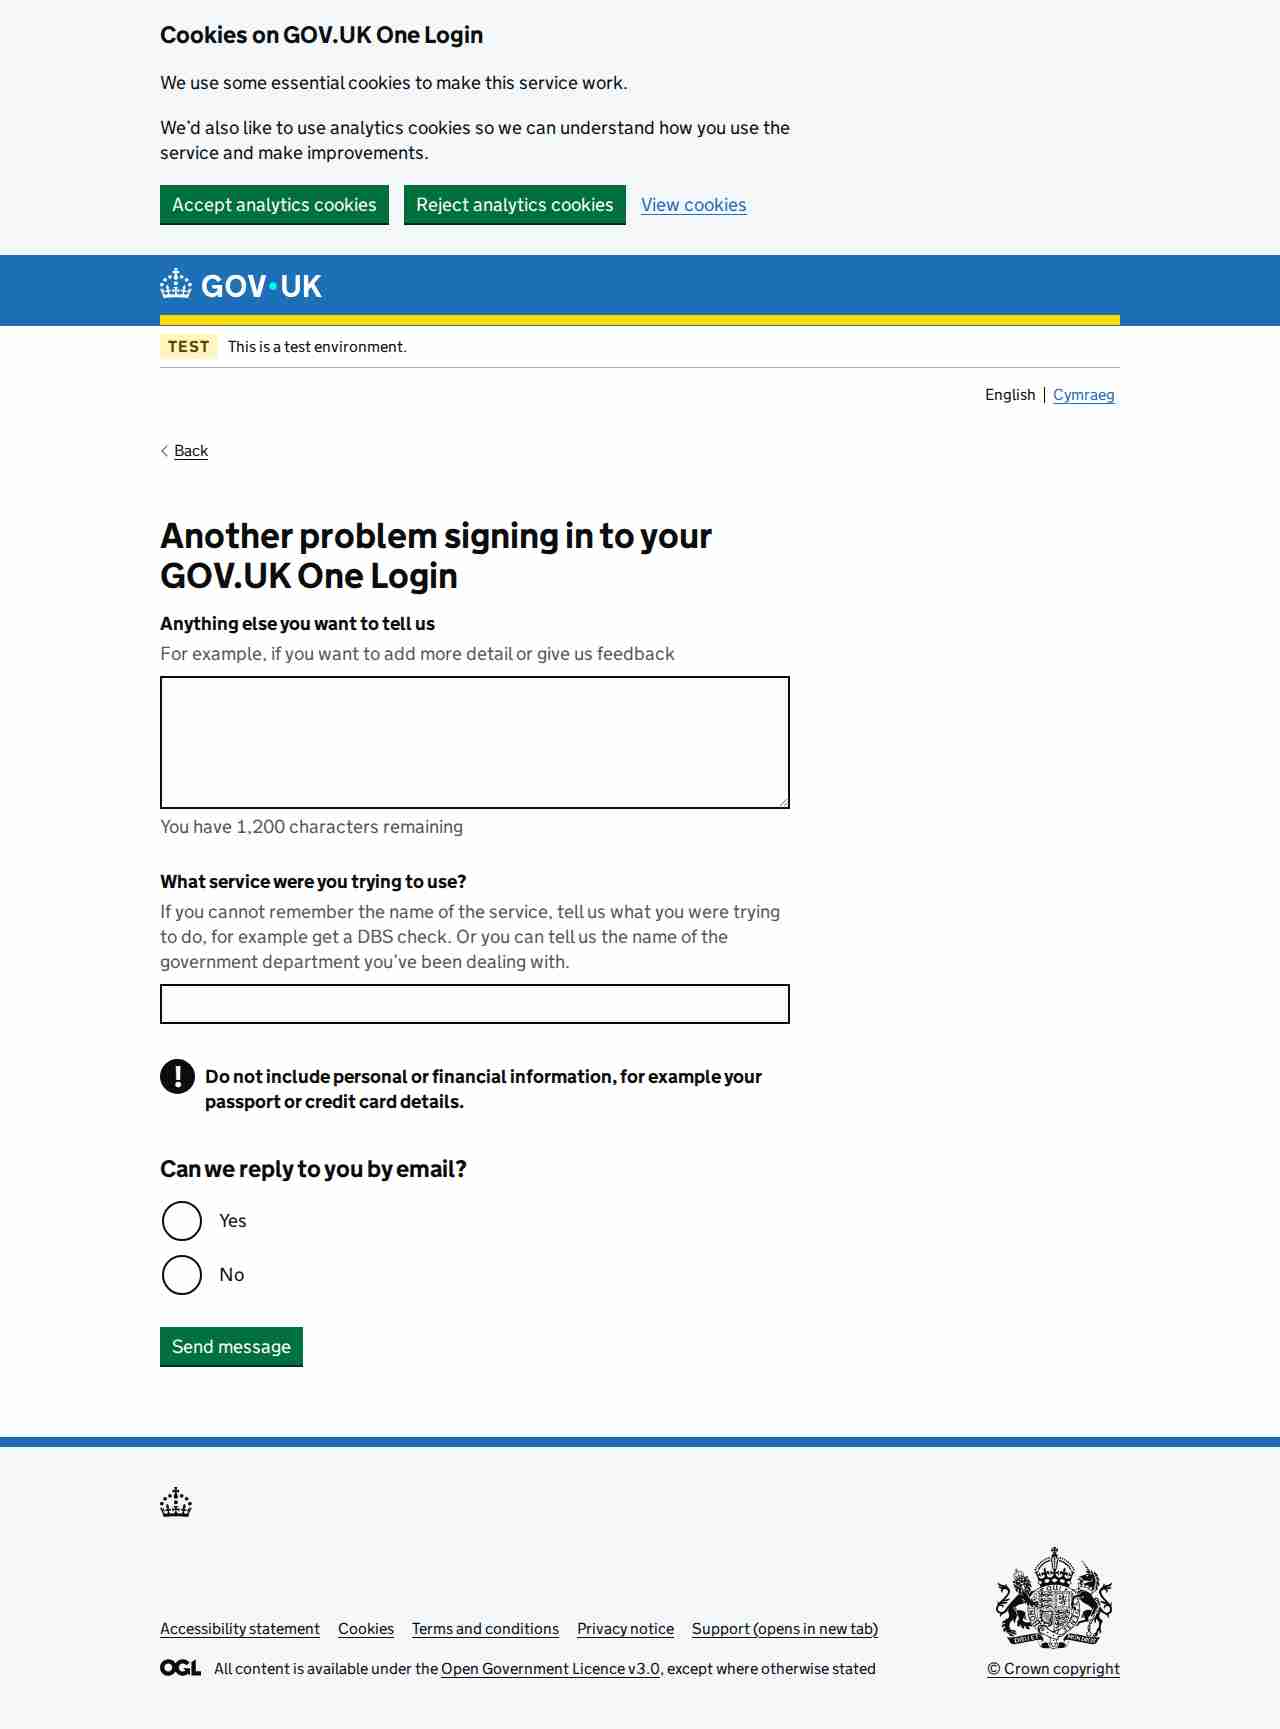 Cookies on GOV.UK One Login
We use some essential cookies to make this service work.
We’d also like to use analytics cookies so we can understand how you use the
service and make improvements.
Accept analytics cookies Reject analytics cookies View cookies
GOV·UK
TEST This is a test environment.
English Cymraeg
Back
Another problem signing in to your
GOV.UK One Login
Anything else you want to tell us
For example, if you want to add more detail or give us feedback
You have 1,200 characters remaining
What service were you trying to use?
If you cannot remember the name of the service, tell us what you were trying
to do, for example get a DBS check. Or you can tell us the name of the
government department you’ve been dealing with.
! Do not include personal or financial information, for example your
passport or credit card details.
Can we reply to you by email?
Yes
No
Send message
Accessibility statement Cookies Terms and conditions Privacy notice Support (opens in new tab)
OGL All content is available under the Open Government Licence v3.0, except where otherwise stated
© Crown copyright